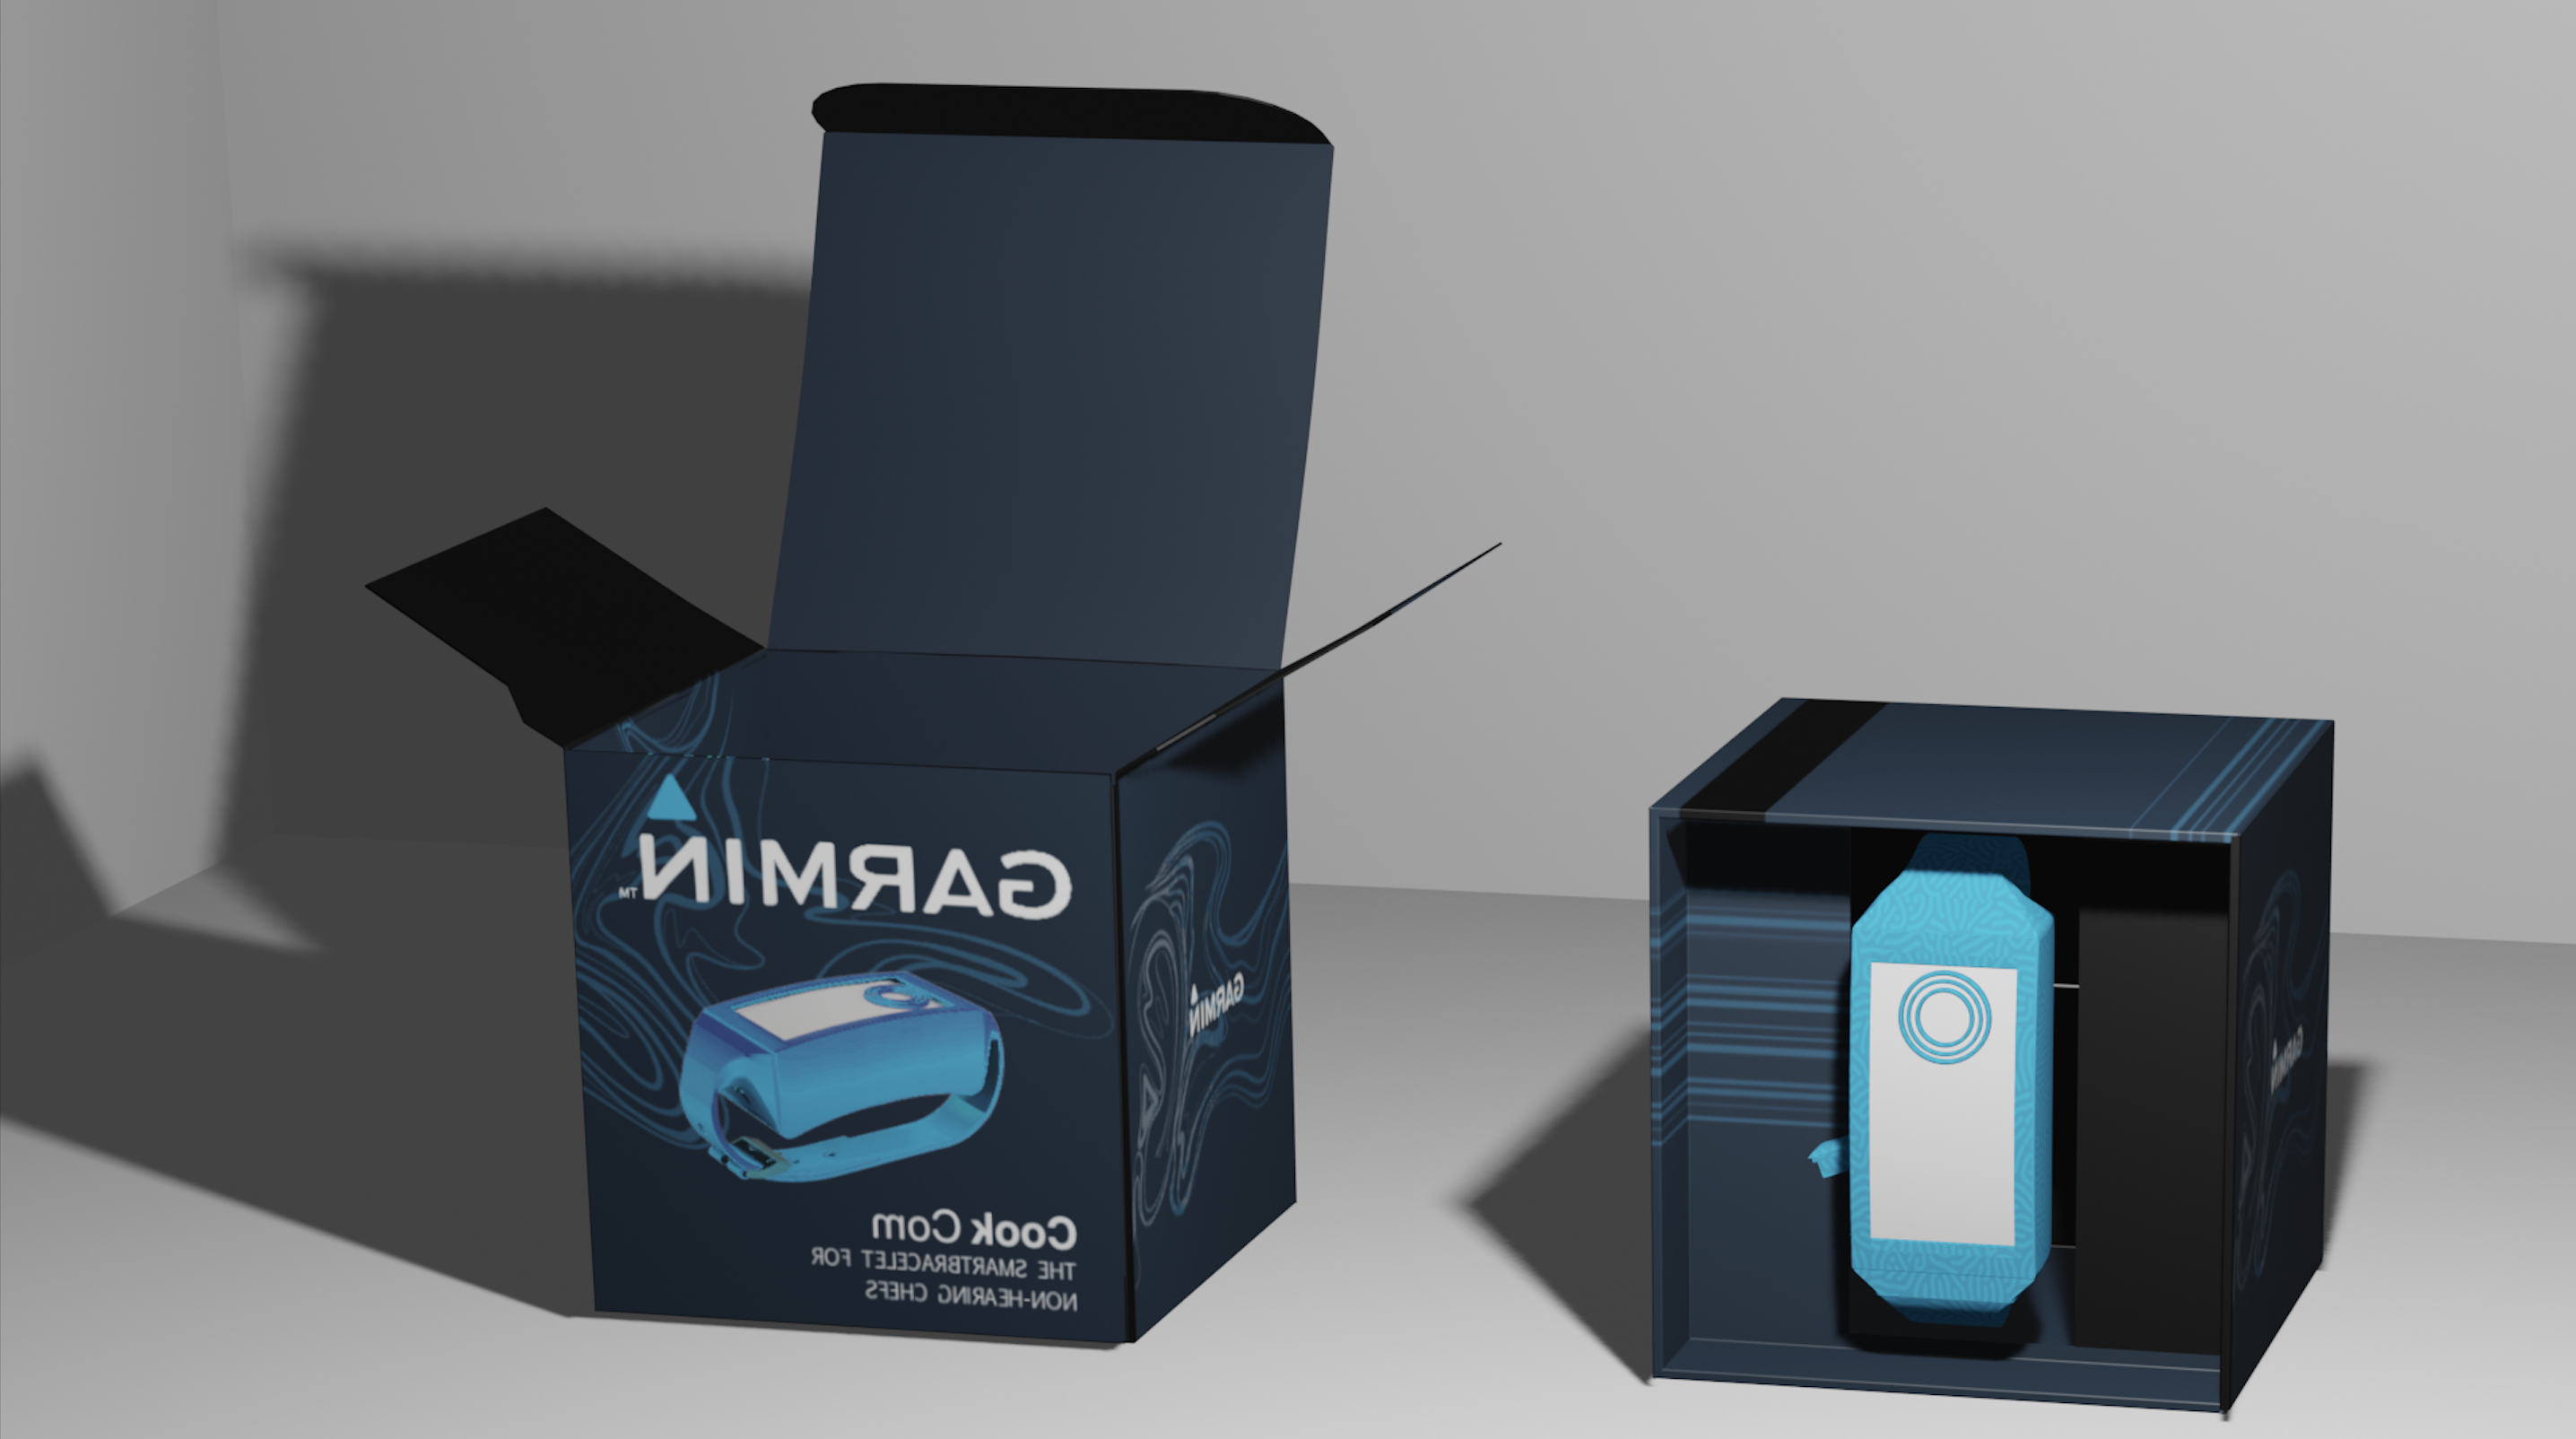 GARMIN™
Cook Com
THE SMARTBRACELET FOR
NON-HEARING CHEFS
GARMIN
GARMIN